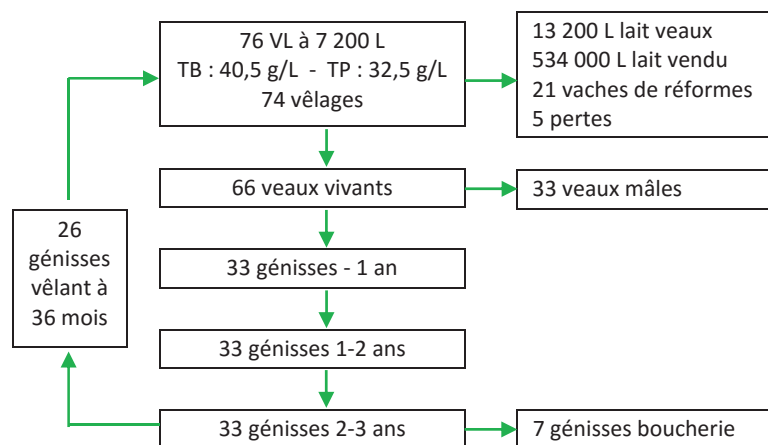 76 VL à 7 200 L
TB : 40,5 g/L - TP : 32,5 g/L
74 vêlages
13 200 L lait veaux
534 000 L lait vendu
21 vaches de réformes
5 pertes
66 veaux vivants
33 veaux mâles
26
génisses
vêlant à
36 mois
33 génisses - 1 an
33 génisses 1-2 ans
33 génisses 2-3 ans
7 génisses boucherie